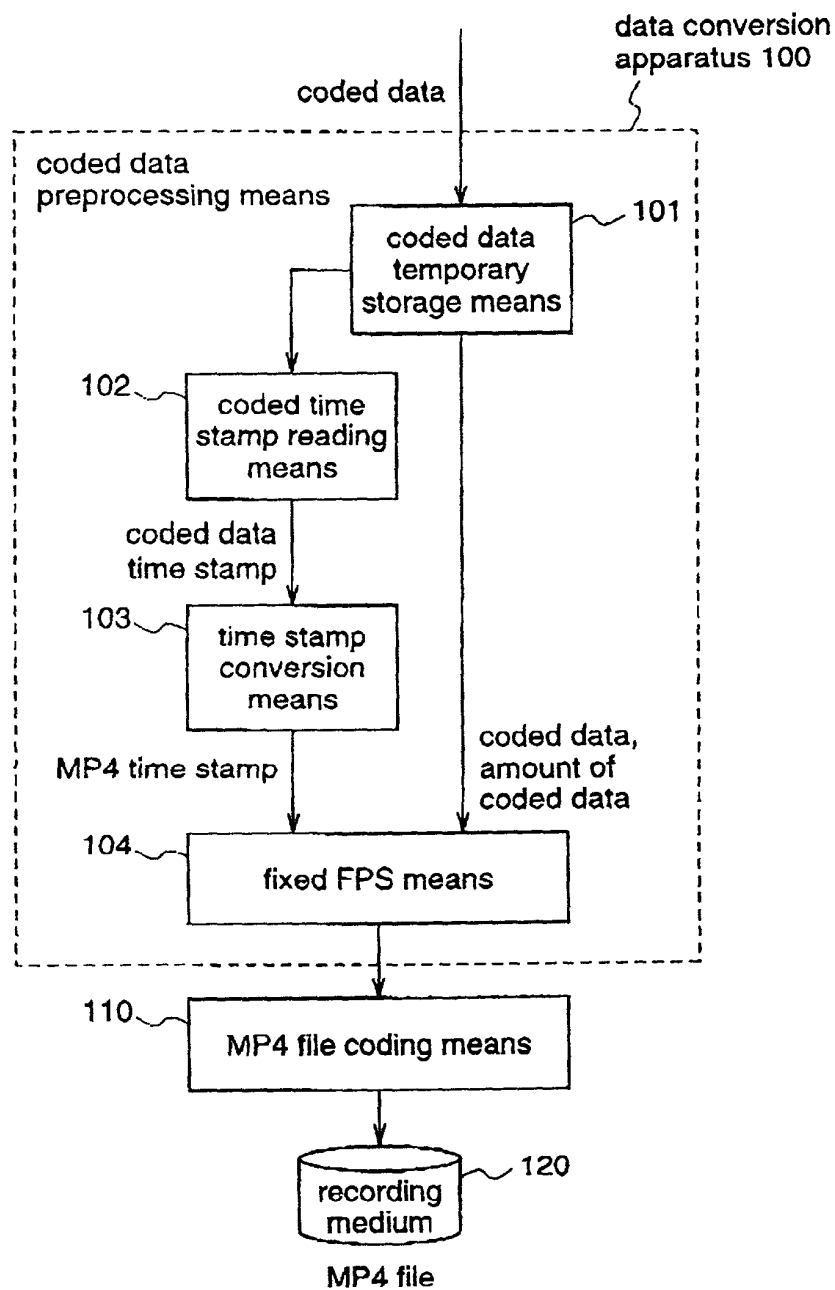 data conversion
apparatus 100
coded data
coded data
preprocessing means
101
coded data
temporary
storage means
102
coded time
stamp reading
means
coded data
time stamp
103
time stamp
conversion
means
MP4 time stamp
coded data,
amount of
coded data
104
fixed FPS means
110
MP4 file coding means
120
recording
medium
MP4 file